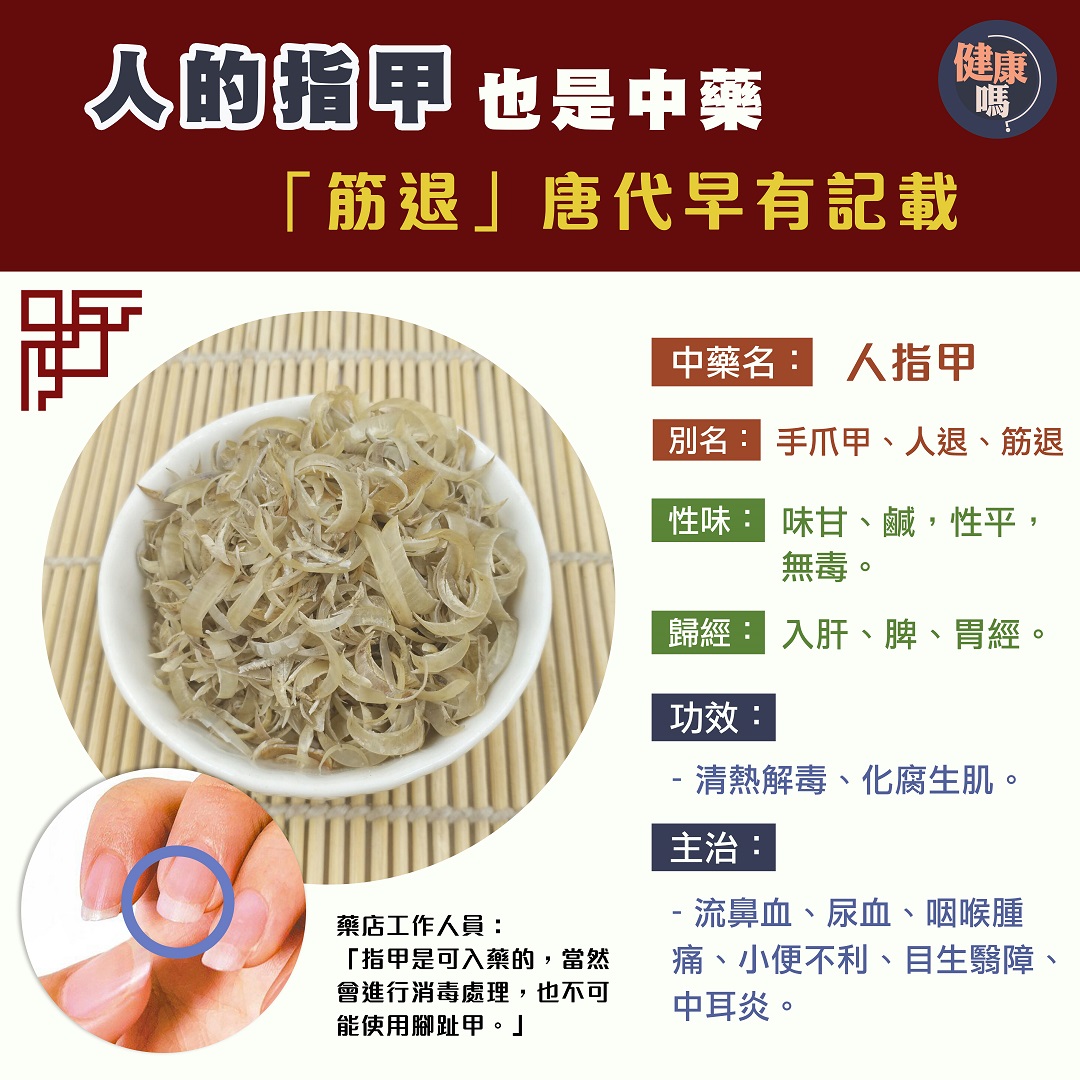 人的指甲 也是中藥
健康
嗎?
「筋退」唐代早有記載
中藥名： 人指甲
別名： 手爪甲、人退、筋退
性味： 味甘、鹹，性平，
無毒。
歸經： 入肝、脾、胃經。
功效：
- 清熱解毒、化腐生肌。
主治：
- 流鼻血、尿血、咽喉腫
痛、小便不利、目生翳障、
中耳炎。
藥店工作人員：
「指甲是可入藥的，當然
會進行消毒處理，也不可
能使用腳趾甲。」